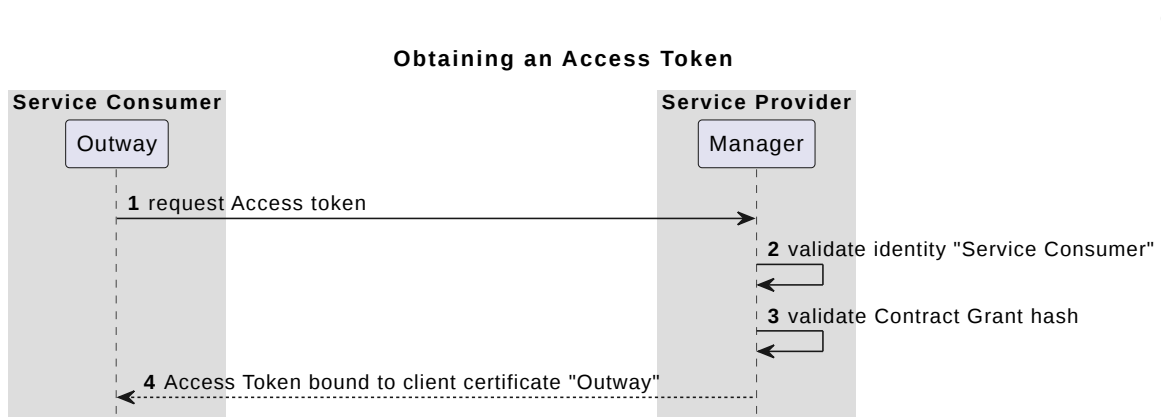 Obtaining an Access Token
Service Consumer
Service Provider
Outway
Manager
1 request Access token
2 validate identity "Service Consumer"
3 validate Contract Grant hash
4 Access Token bound to client certificate "Outway"